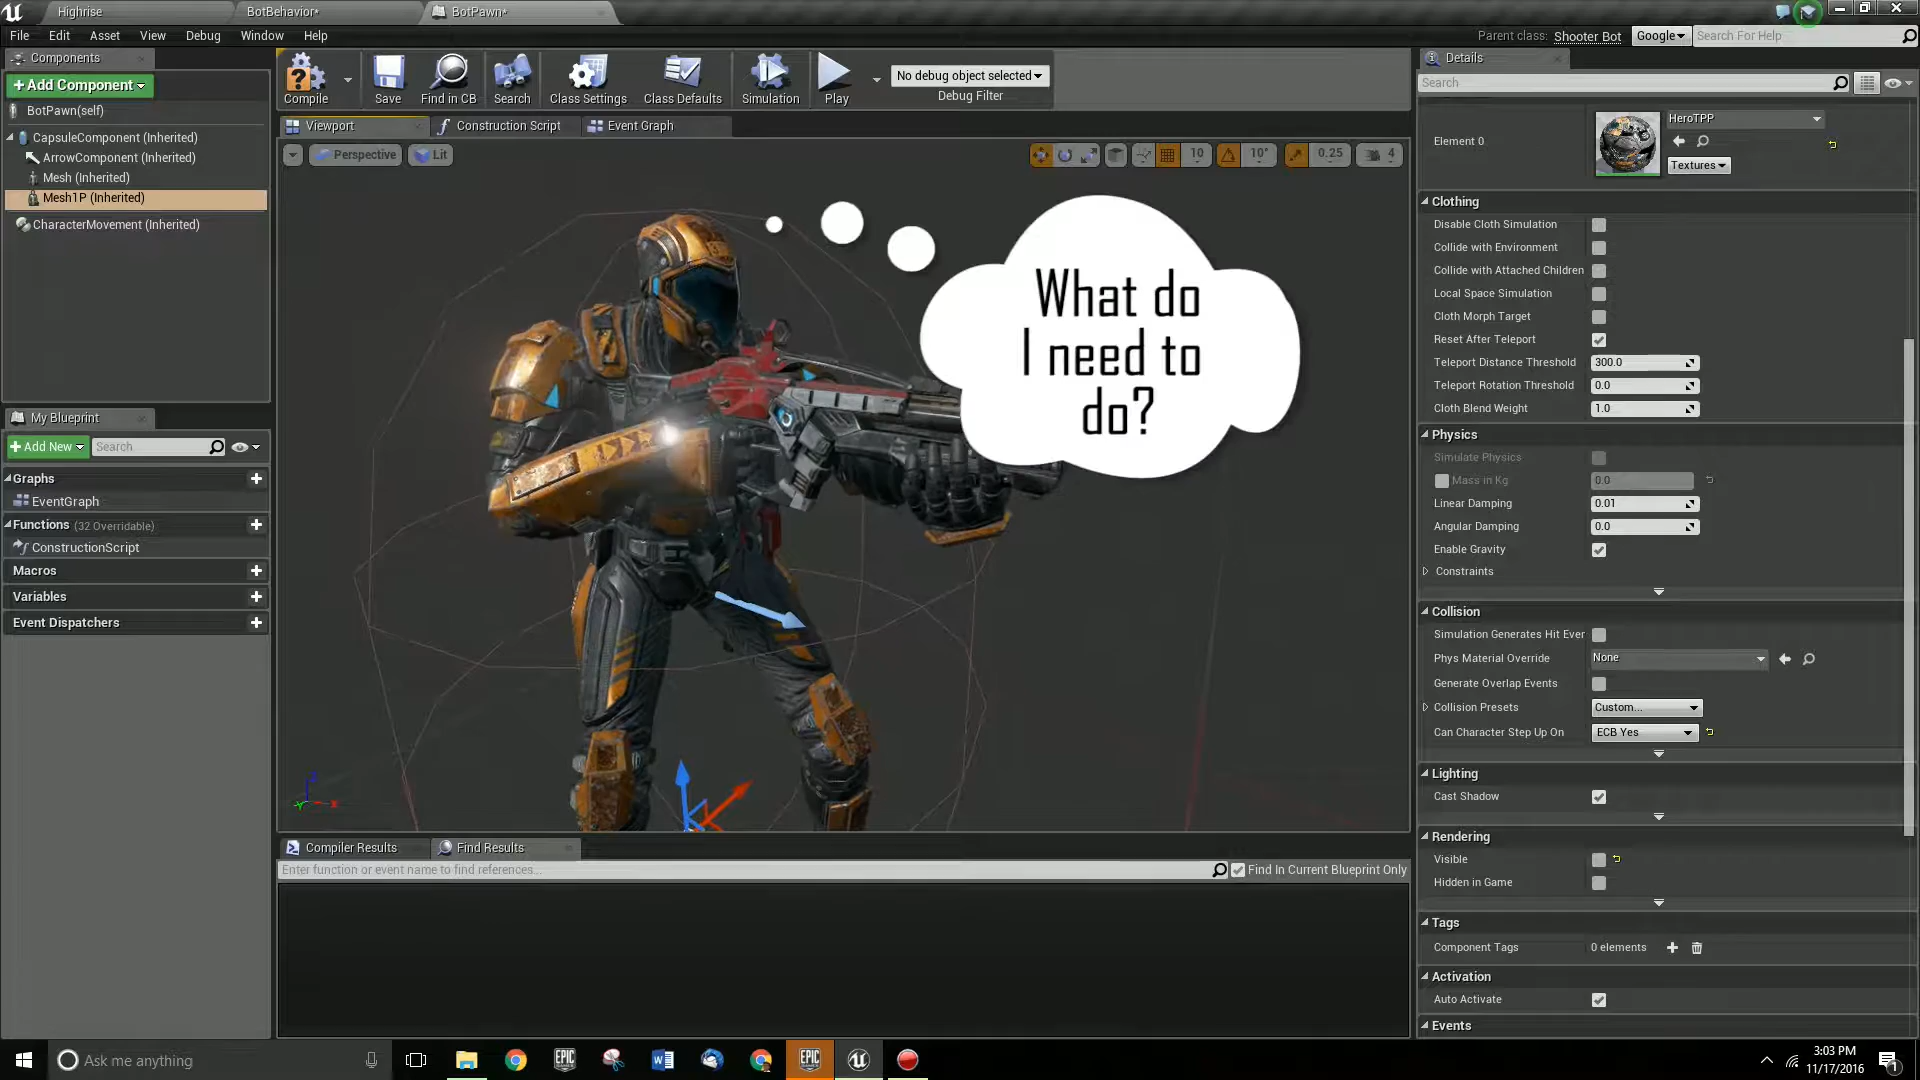 Highrise
BotBehavior*
BotPawn*
File Edit Asset View Debug Window Help
Parent class: Shooter Bot
Google
Search For Help
Components
+Add Component
BotPawn(self)
CapsuleComponent (Inherited)
ArrowComponent (Inherited)
Mesh (Inherited)
Mesh1P (Inherited)
CharacterMovement (Inherited)
My Blueprint
+Add New
Search
Graphs
EventGraph
Functions (32 Overridable)
ConstructionScript
Macros
Variables
Event Dispatchers
Compile
Save
Find in CB
Search
Class Settings
Class Defaults
Simulation
Play
No debug object selected
Debug Filter
Viewport
Construction Script
Event Graph
Perspective
Lit
10
10°
0.25
4
What do
I need to
do?
Compiler Results
Find Results
Enter function or event name to find references...
Find In Current Blueprint Only
Details
Search
Element 0
HeroTPP
Textures
Clothing
Disable Cloth Simulation
Collide with Environment
Collide with Attached Children
Local Space Simulation
Cloth Morph Target
Reset After Teleport
Teleport Distance Threshold 300.0
Teleport Rotation Threshold 0.0
Cloth Blend Weight 1.0
Physics
Simulate Physics
Mass in Kg 0.0
Linear Damping 0.01
Angular Damping 0.0
Enable Gravity
Constraints
Collision
Simulation Generates Hit Ever
Phys Material Override None
Generate Overlap Events
Collision Presets Custom...
Can Character Step Up On ECB Yes
Lighting
Cast Shadow
Rendering
Visible
Hidden in Game
Tags
Component Tags 0 elements
Activation
Auto Activate
Events
Ask me anything
EPIC
EPIC
3:03 PM
11/17/2016
1